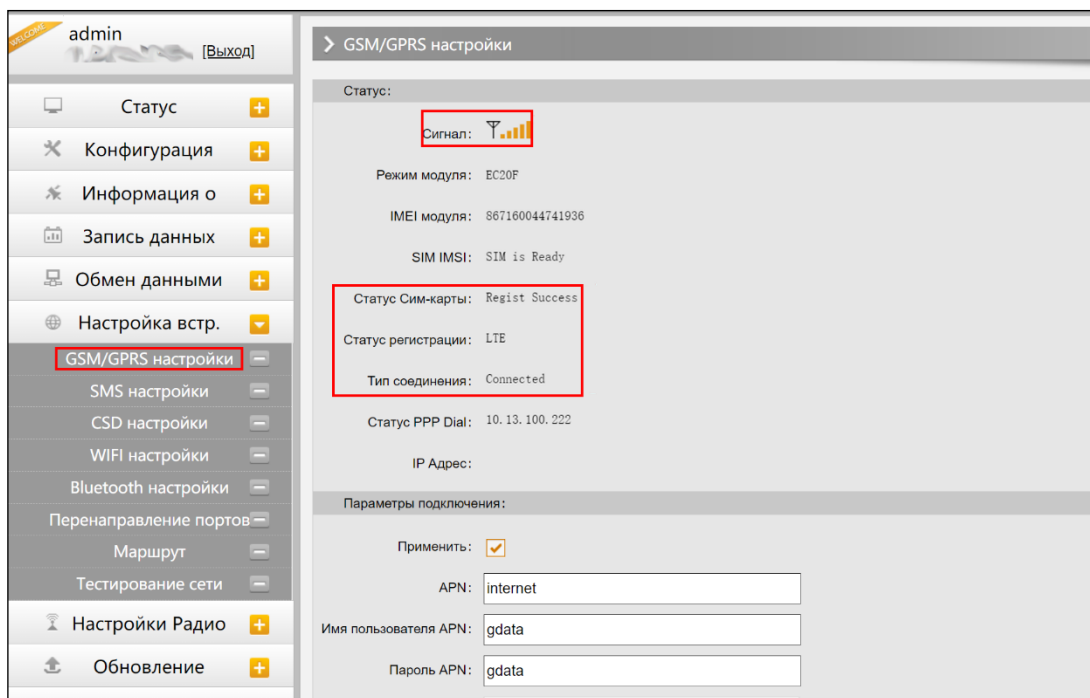 WELCOME
admin
[Выход]
Статус
Конфигурация
Информация о
Запись данных
Обмен данными
Настройка встр.
GSM/GPRS настройки
SMS настройки
CSD настройки
WIFI настройки
Bluetooth настройки
Перенаправление портов
Маршрут
Тестирование сети
Настройки Радио
Обновление
GSM/GPRS настройки
Статус:
Сигнал:
Режим модуля: EC20F
IMEI модуля: 867160044741936
SIM IMSI: SIM is Ready
Статус Сим-карты: Regist Success
Статус регистрации: LTE
Тип соединения: Connected
Статус PPP Dial: 10.13.100.222
IP Адрес:
Параметры подключения:
Применить:
APN: internet
Имя пользователя APN: gdata
Пароль APN: gdata